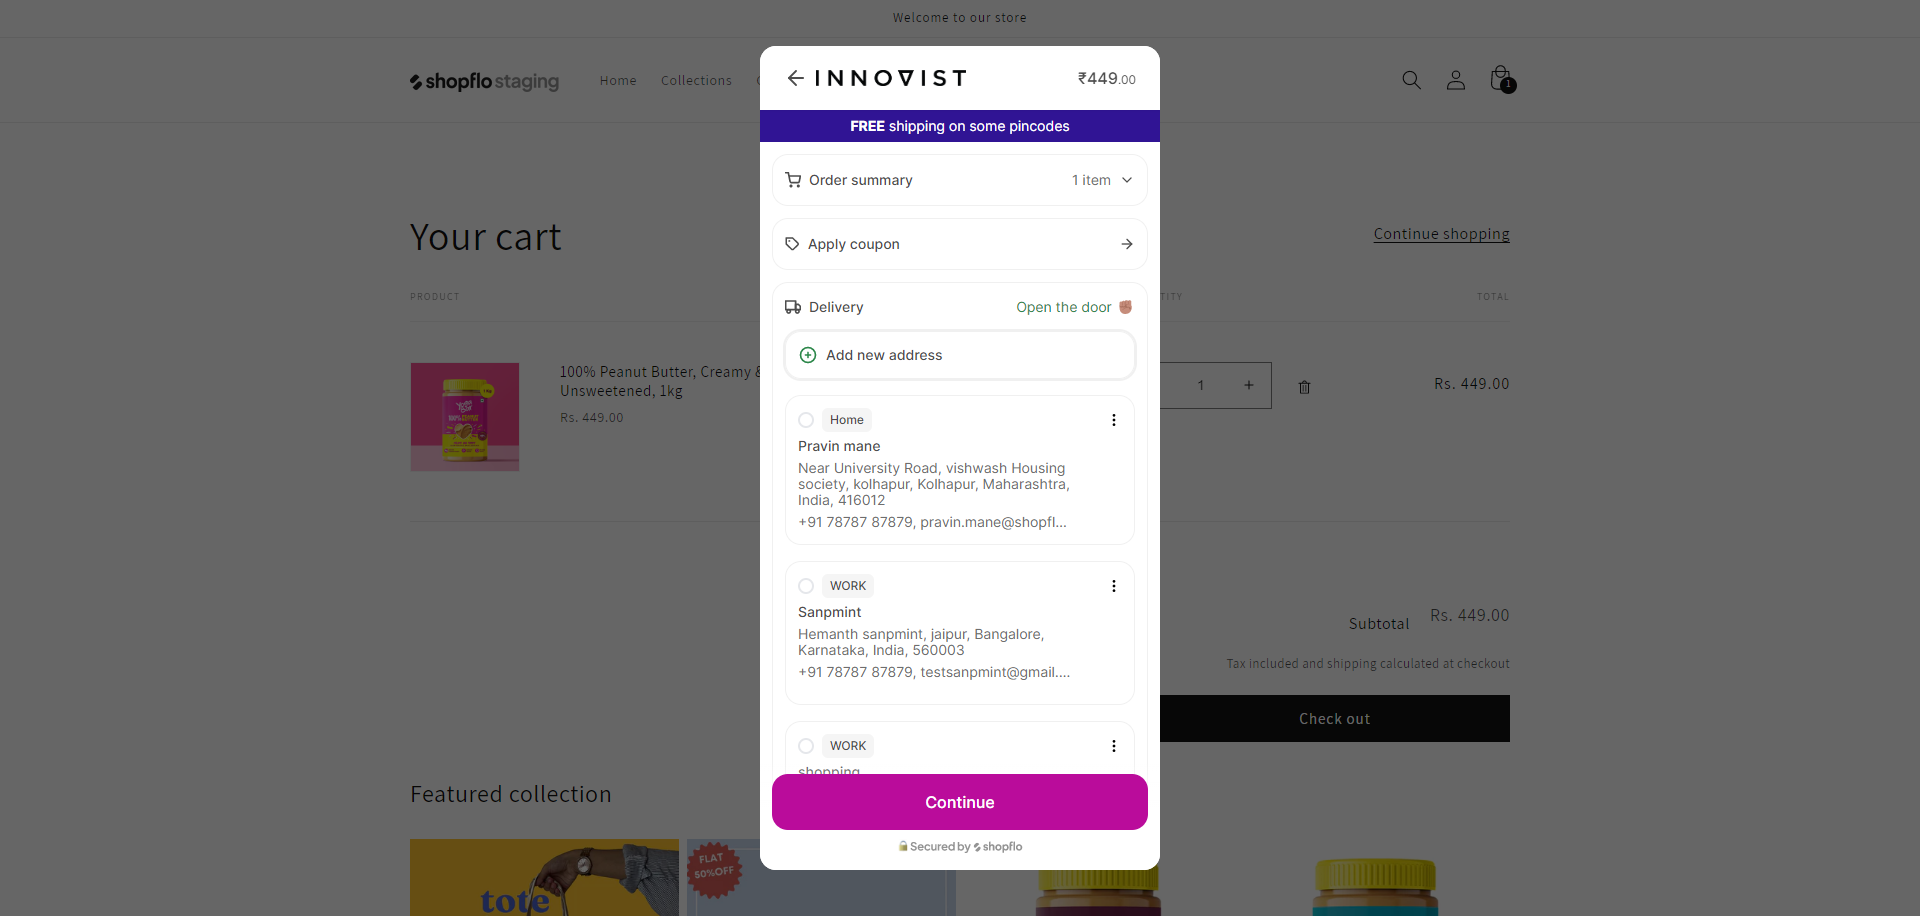 Welcome to our store
shopflo staging
Home
Collections
1
Your cart
Continue shopping
PRODUCT
TITY
TOTAL
100% Peanut Butter, Creamy &
Unsweetened, 1kg
Rs. 449.00
1
+
Rs. 449.00
Subtotal
Rs. 449.00
Tax included and shipping calculated at checkout
Check out
Featured collection
tote
FLAT
50%OFF
INNOVIST
₹449.00
FREE shipping on some pincodes
Order summary
1 item
Apply coupon
Delivery
Open the door
Add new address
Home
Pravin mane
Near University Road, vishwash Housing
society, kolhapur, Kolhapur, Maharashtra,
India, 416012
+91 78787 87879, pravin.mane@shopfl...
WORK
Sanpmint
Hemanth sanpmint, jaipur, Bangalore,
Karnataka, India, 560003
+91 78787 87879, testsanpmint@gmail....
WORK
shopping
Continue
Secured by shopflo